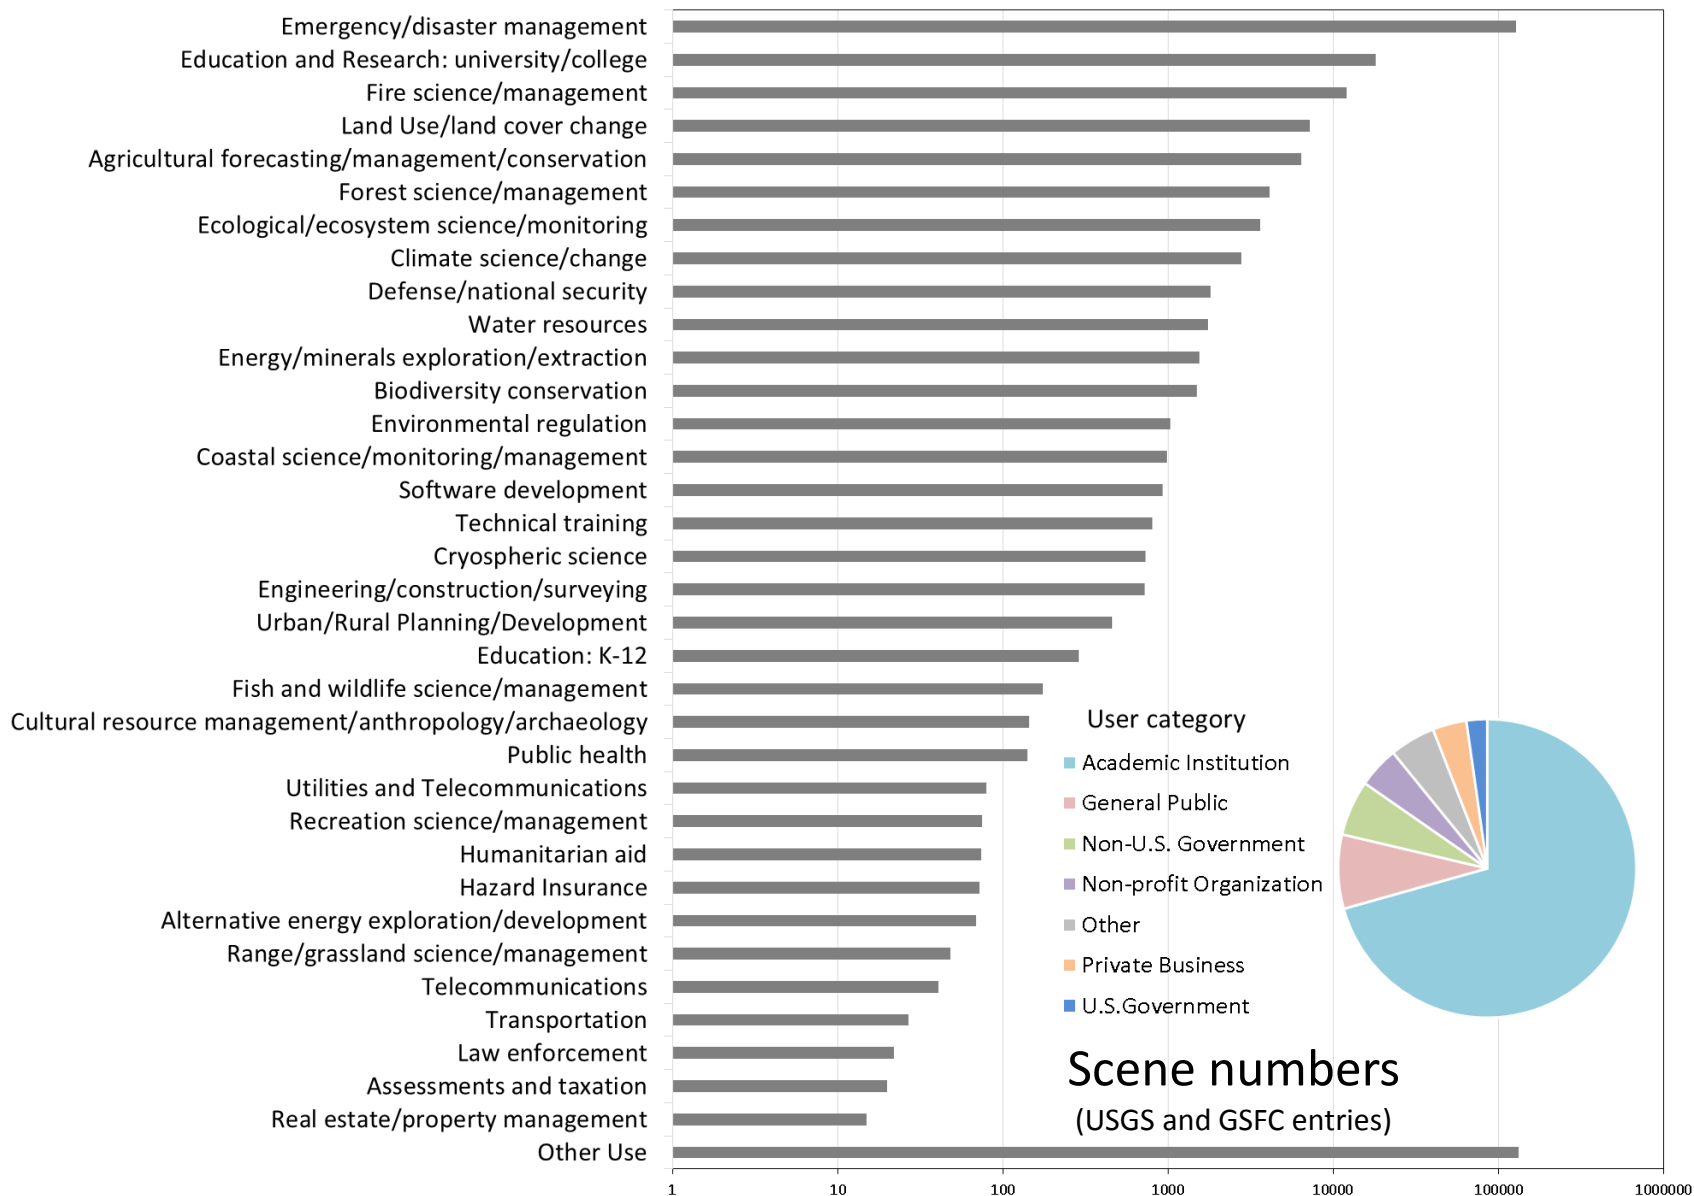 Emergency/disaster management
Education and Research: university/college
Fire science/management
Land Use/land cover change
Agricultural forecasting/management/conservation
Forest science/management
Ecological/ecosystem science/monitoring
Climate science/change
Defense/national security
Water resources
Energy/minerals exploration/extraction
Biodiversity conservation
Environmental regulation
Coastal science/monitoring/management
Software development
Technical training
Cryospheric science
Engineering/construction/surveying
Urban/Rural Planning/Development
Education: K-12
Fish and wildlife science/management
Cultural resource management/anthropology/archaeology
Public health
Utilities and Telecommunications
Recreation science/management
Humanitarian aid
Hazard Insurance
Alternative energy exploration/development
Range/grassland science/management
Telecommunications
Transportation
Law enforcement
Assessments and taxation
Real estate/property management
Other Use
User category
Academic Institution
General Public
Non-U.S. Government
Non-profit Organization
Other
Private Business
U.S.Government
Scene numbers
(USGS and GSFC entries)
1 10 100 1000 10000 100000 1000000